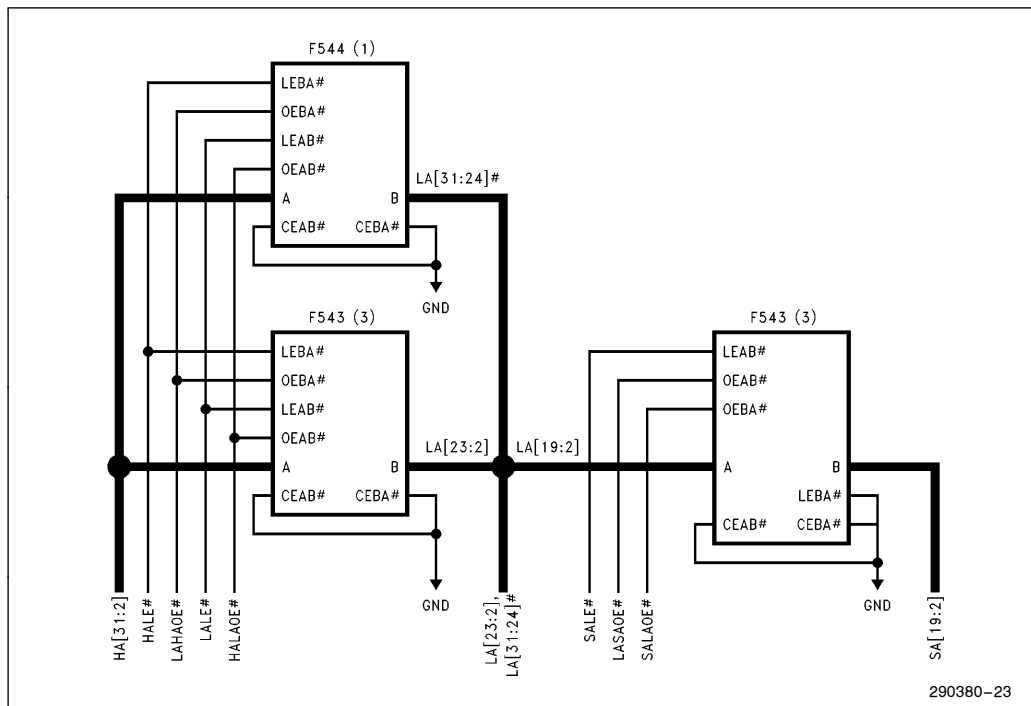 F544 (1)
LEBA#
OEBA#
LEAB#
OEAB#
A
B
CEAB#
CEBA#
LA[31:24]#
GND
F543 (3)
LEBA#
OEBA#
LEAB#
OEAB#
A
B
CEAB#
CEBA#
LA[23:2]
LA[19:2]
GND
F543 (3)
LEAB#
OEAB#
OEBA#
A
B
LEBA#
CEAB#
CEBA#
GND
HA[31:2]
HALE#
LAHAOE#
LALE#
HALAOE#
LA[23:2],
LA[31:24]#
SALE#
LASAOE#
SALAOE#
SA[19:2]
290380-23